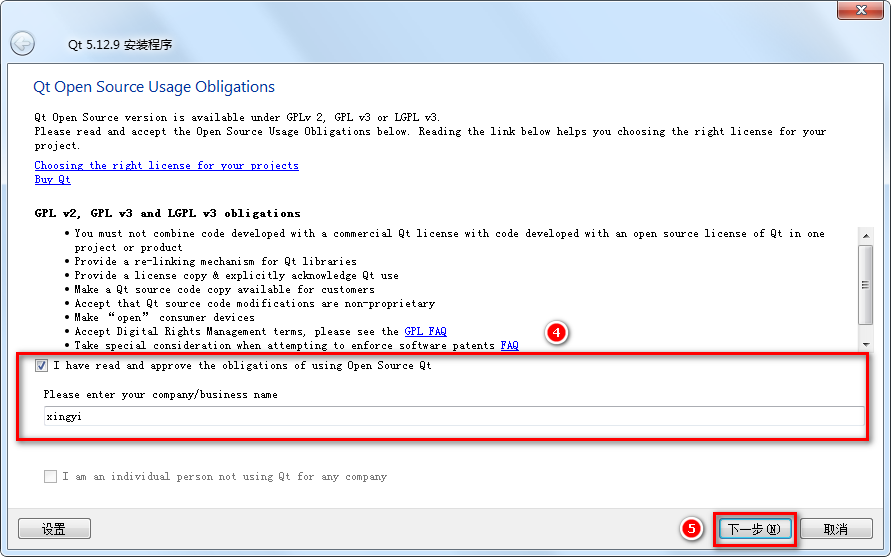 Qt 5.12.9 安装程序
Qt Open Source Usage Obligations
Qt Open Source version is available under GPLv 2, GPL v3 or LGPL v3.
Please read and accept the Open Source Usage Obligations below. Reading the link below helps you choosing the right license for your
project.
Choosing the right license for your projects
Buy Qt
GPL v2, GPL v3 and LGPL v3 obligations
• You must not combine code developed with a commercial Qt license with code developed with an open source license of Qt in one
project or product
• Provide a re-linking mechanism for Qt libraries
• Provide a license copy & explicitly acknowledge Qt use
• Make a Qt source code copy available for customers
• Accept that Qt source code modifications are non-proprietary
• Make “open” consumer devices
• Accept Digital Rights Management terms, please see the GPL FAQ
• Take special consideration when attempting to enforce software patents FAQ
4
I have read and approve the obligations of using Open Source Qt
Please enter your company/business name
xingyi
I am an individual person not using Qt for any company
设置
5
下一步(N)
取消